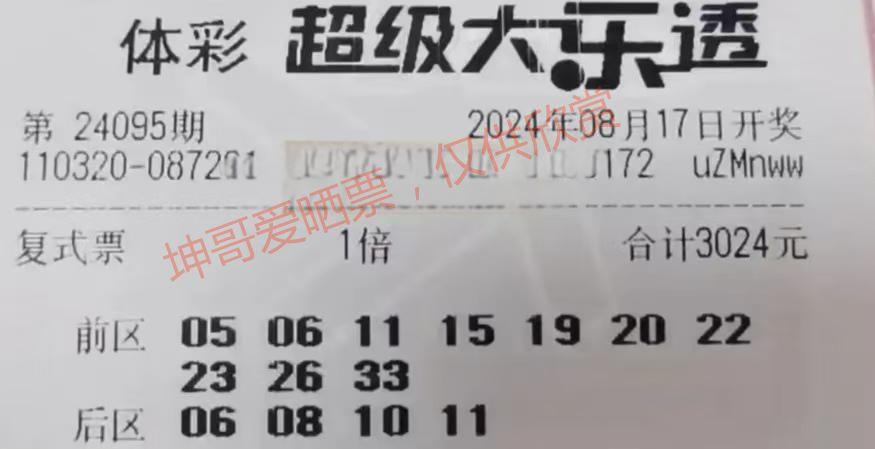 体彩 超级大乐透
第 24095期 2024年08月17日开奖
110320-0872 172 uZMnww
复式票 1倍 合计3024元
前区 05 06 11 15 19 20 22
23 26 33
后区 06 08 10 11
坤哥爱晒票，仅供欣赏